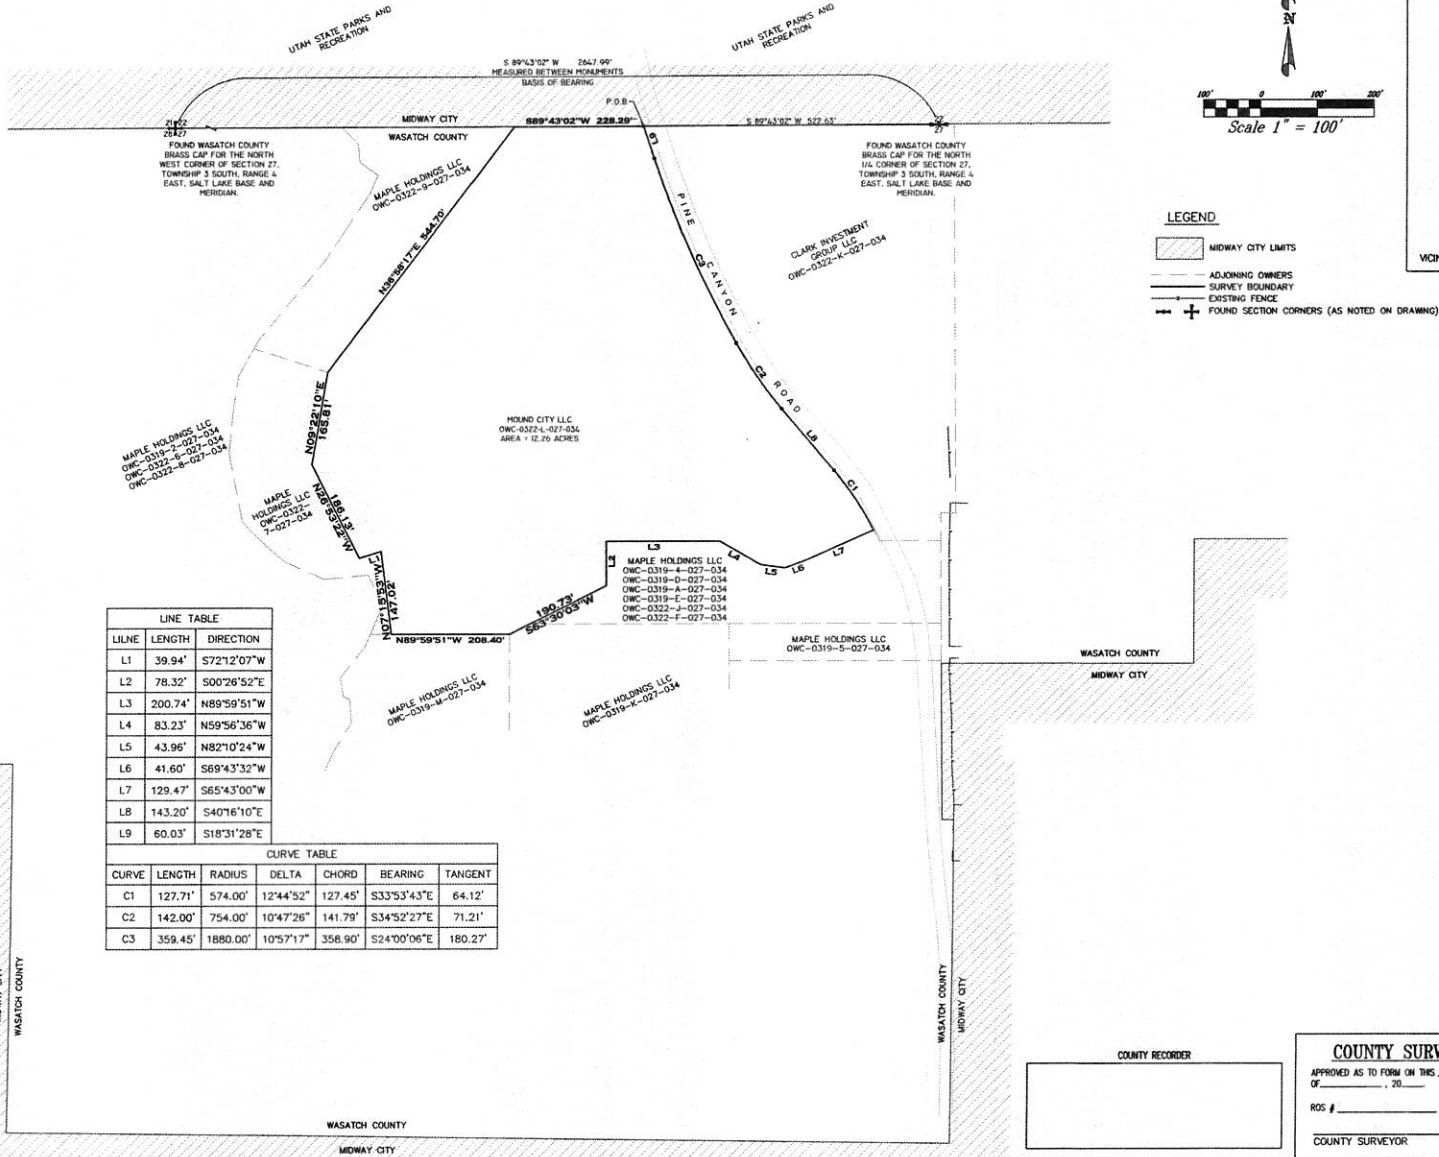 UTAH STATE PARKS AND
RECREATION
UTAH STATE PARKS AND
RECREATION
N
S 89°43'02" W 2647.99'
MEASURED BETWEEN MONUMENTS
BASIS OF BEARING
P.O.B.
100' 0 100' 200'
Scale 1" = 100'
21 22
28 27
MIDWAY CITY
WASATCH COUNTY
S89°43'02"W 228.29'
S 89°43'02" W 522.63'
22
27
FOUND WASATCH COUNTY
BRASS CAP FOR THE NORTH
WEST CORNER OF SECTION 27,
TOWNSHIP 3 SOUTH, RANGE 4
EAST, SALT LAKE BASE AND
MERIDIAN.
FOUND WASATCH COUNTY
BRASS CAP FOR THE NORTH
1/4 CORNER OF SECTION 27,
TOWNSHIP 3 SOUTH, RANGE 4
EAST, SALT LAKE BASE AND
MERIDIAN.
MAPLE HOLDINGS LLC
OWC-0322-9-027-034
N36°58'17"E 544.70'
L9
PINE CANYON ROAD
C3
C2
L8
C1
CLARK INVESTMENT
GROUP LLC
OWC-0322-K-027-034
LEGEND
MIDWAY CITY LIMITS
ADJOINING OWNERS
SURVEY BOUNDARY
EXISTING FENCE
FOUND SECTION CORNERS (AS NOTED ON DRAWING)
N09°22'10"E
165.81'
MOUND CITY LLC
OWC-0322-L-027-034
AREA = 12.26 ACRES
MAPLE HOLDINGS LLC
OWC-0319-2-027-034
OWC-0322-6-027-034
OWC-0322-8-027-034
MAPLE
HOLDINGS LLC
OWC-0322-
7-027-034
186.13'
N26°53'22"W
L1
N07°15'53"W
147.02'
N89°59'51"W 208.40'
190.73'
S63°30'03"W
L2
L3
L4
L5
L6
L7
MAPLE HOLDINGS LLC
OWC-0319-4-027-034
OWC-0319-D-027-034
OWC-0319-A-027-034
OWC-0319-E-027-034
OWC-0322-J-027-034
OWC-0322-F-027-034
MAPLE HOLDINGS LLC
OWC-0319-5-027-034
MAPLE HOLDINGS LLC
OWC-0319-M-027-034
MAPLE HOLDINGS LLC
OWC-0319-K-027-034
WASATCH COUNTY
MIDWAY CITY
LINE TABLE
LILNE LENGTH DIRECTION
L1 39.94' S72°12'07"W
L2 78.32' S00°26'52"E
L3 200.74' N89°59'51"W
L4 83.23' N59°56'36"W
L5 43.96' N82°10'24"W
L6 41.60' S69°43'32"W
L7 129.47' S65°43'00"W
L8 143.20' S40°16'10"E
L9 60.03' S18°31'28"E
CURVE TABLE
CURVE LENGTH RADIUS DELTA CHORD BEARING TANGENT
C1 127.71' 574.00' 12°44'52" 127.45' S33°53'43"E 64.12'
C2 142.00' 754.00' 10°47'26" 141.79' S34°52'27"E 71.21'
C3 359.45' 1880.00' 10°57'17" 358.90' S24°00'06"E 180.27'
WASATCH COUNTY
WASATCH COUNTY
MIDWAY CITY
WASATCH COUNTY
MIDWAY CITY
COUNTY RECORDER
COUNTY SURV
APPROVED AS TO FORM ON THIS
OF , 20
ROS #
COUNTY SURVEYOR